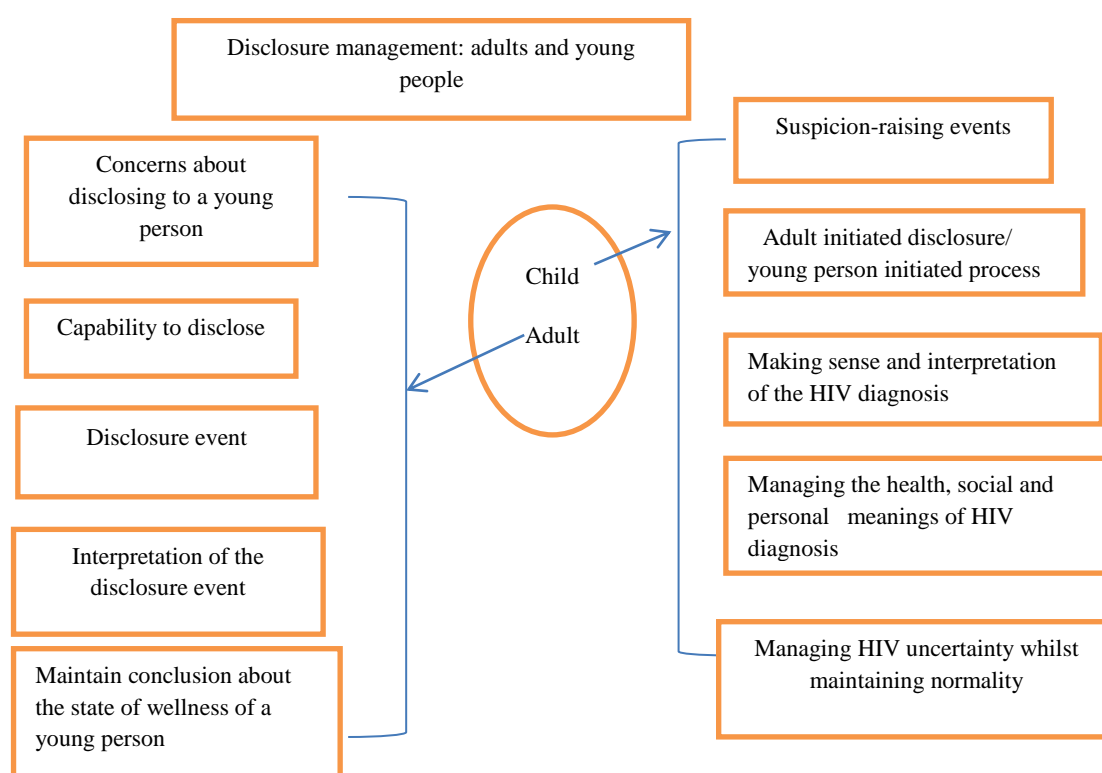 Disclosure management: adults and young
people
Concerns about
disclosing to a young
person
Capability to disclose
Disclosure event
Interpretation of the
disclosure event
Maintain conclusion about
the state of wellness of a
young person
Child
Adult
Suspicion-raising events
Adult initiated disclosure/
young person initiated process
Making sense and interpretation
of the HIV diagnosis
Managing the health, social and
personal meanings of HIV
diagnosis
Managing HIV uncertainty whilst
maintaining normality